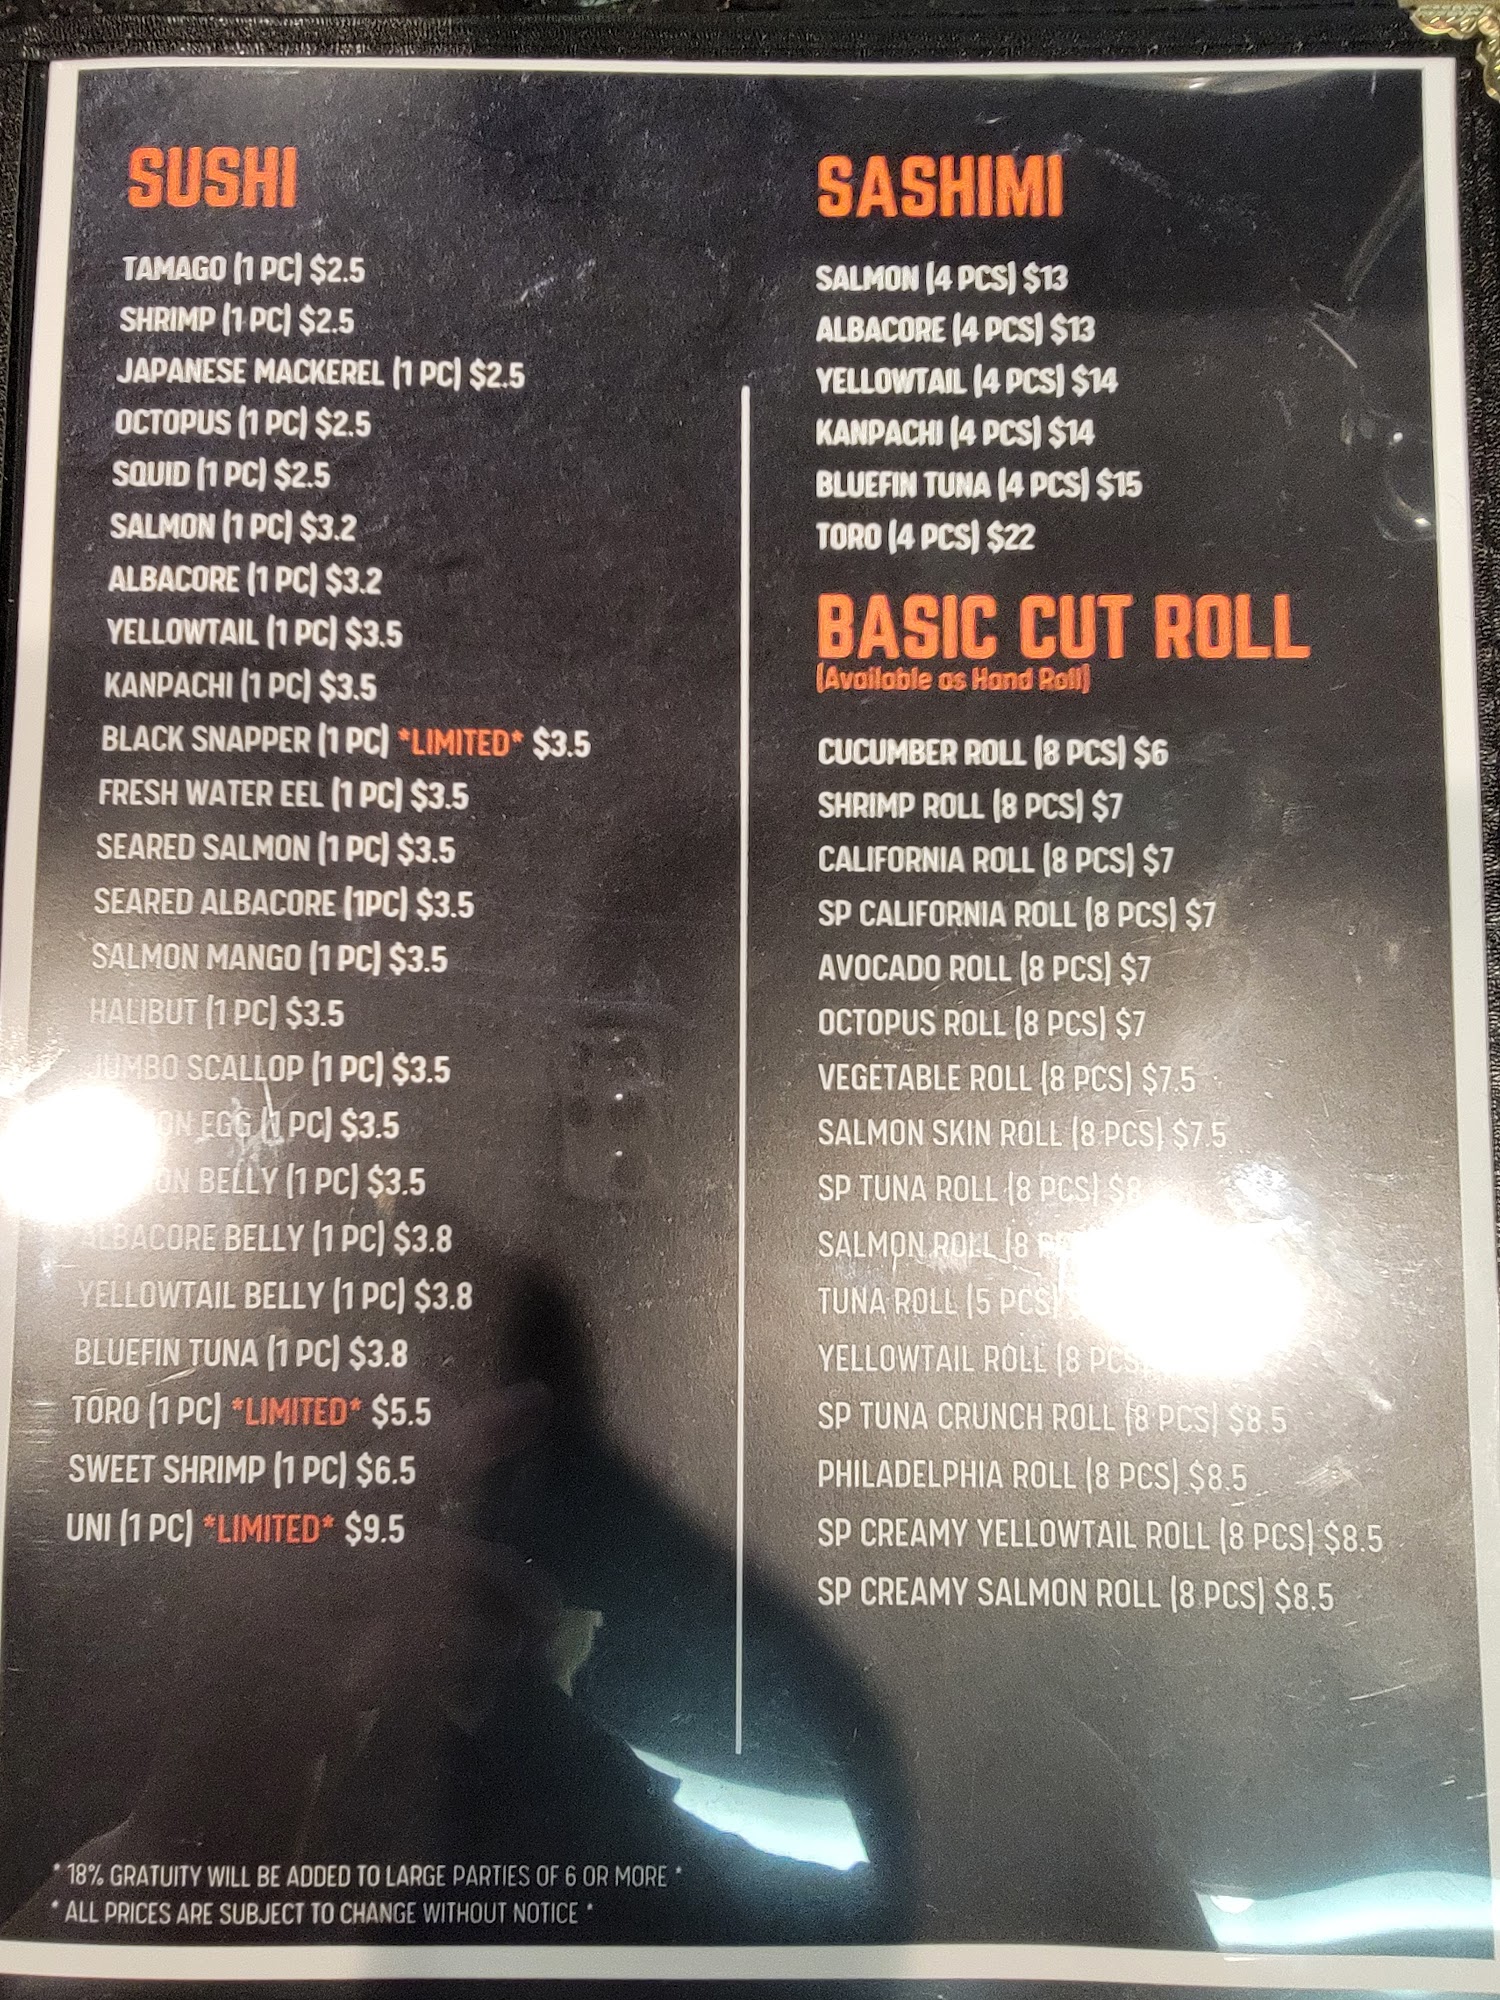 SUSHI
TAMAGO (1 PC) $2.5
SHRIMP (1 PC) $2.5
JAPANESE MACKEREL (1 PC) $2.5
OCTOPUS (1 PC) $2.5
SQUID (1 PC) $2.5
SALMON (1 PC) $3.2
ALBACORE (1 PC) $3.2
YELLOWTAIL (1 PC) $3.5
KANPACHI (1 PC) $3.5
BLACK SNAPPER (1 PC) *LIMITED* $3.5
FRESH WATER EEL (1 PC) $3.5
SEARED SALMON (1 PC) $3.5
SEARED ALBACORE (1PC) $3.5
SALMON MANGO (1 PC) $3.5
HALIBUT (1 PC) $3.5
JUMBO SCALLOP (1 PC) $3.5
EGG (1 PC) $3.5
BELLY (1 PC) $3.5
ALBACORE BELLY (1 PC) $3.8
YELLOWTAIL BELLY (1 PC) $3.8
BLUEFIN TUNA (1 PC) $3.8
TORO (1 PC) *LIMITED* $5.5
SWEET SHRIMP (1 PC) $6.5
UNI (1 PC) *LIMITED* $9.5
SASHIMI
SALMON (4 PCS) $13
ALBACORE (4 PCS) $13
YELLOWTAIL (4 PCS) $14
KANPACHI (4 PCS) $14
BLUEFIN TUNA (4 PCS) $15
TORO (4 PCS) $22
BASIC CUT ROLL
(Available as Hand Roll)
CUCUMBER ROLL (8 PCS) $6
SHRIMP ROLL (8 PCS) $7
CALIFORNIA ROLL (8 PCS) $7
SP CALIFORNIA ROLL (8 PCS) $7
AVOCADO ROLL (8 PCS) $7
OCTOPUS ROLL (8 PCS) $7
VEGETABLE ROLL (8 PCS) $7.5
SALMON SKIN ROLL (8 PCS) $7.5
SP TUNA ROLL (8 PCS)
SALMON ROLL (8
TUNA ROLL (5 PCS)
YELLOWTAIL ROLL (8 PCS
SP TUNA CRUNCH ROLL (8 PCS) $8.5
PHILADELPHIA ROLL (8 PCS) $8.5
SP CREAMY YELLOWTAIL ROLL (8 PCS) $8.5
SP CREAMY SALMON ROLL (8 PCS) $8.5
* 18% GRATUITY WILL BE ADDED TO LARGE PARTIES OF 6 OR MORE *
* ALL PRICES ARE SUBJECT TO CHANGE WITHOUT NOTICE *